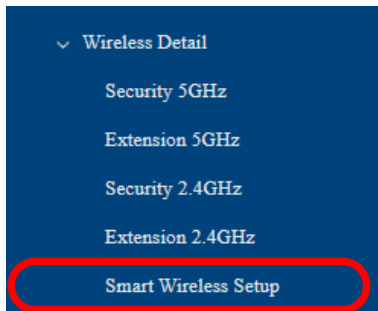 Wireless Detail
Security 5GHz
Extension 5GHz
Security 2.4GHz
Extension 2.4GHz
Smart Wireless Setup